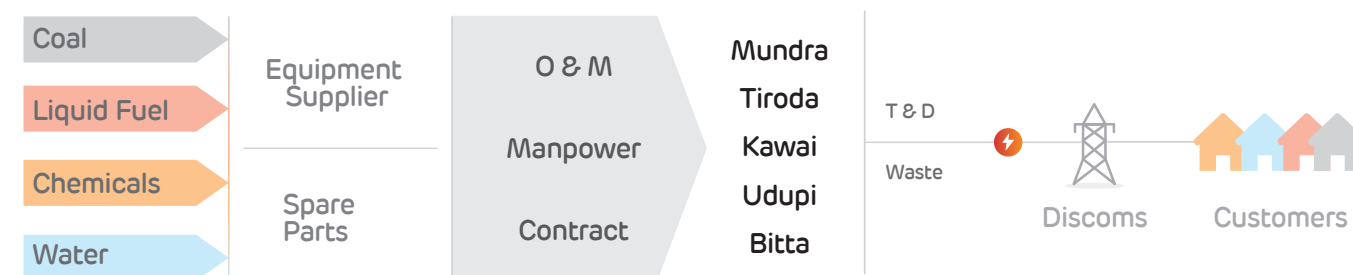 Coal
Liquid Fuel
Chemicals
Water
Equipment
Supplier
Spare
Parts
O & M
Manpower
Contract
Mundra
Tiroda
Kawai
Udupi
Bitta
T & D
Waste
Discoms
Customers